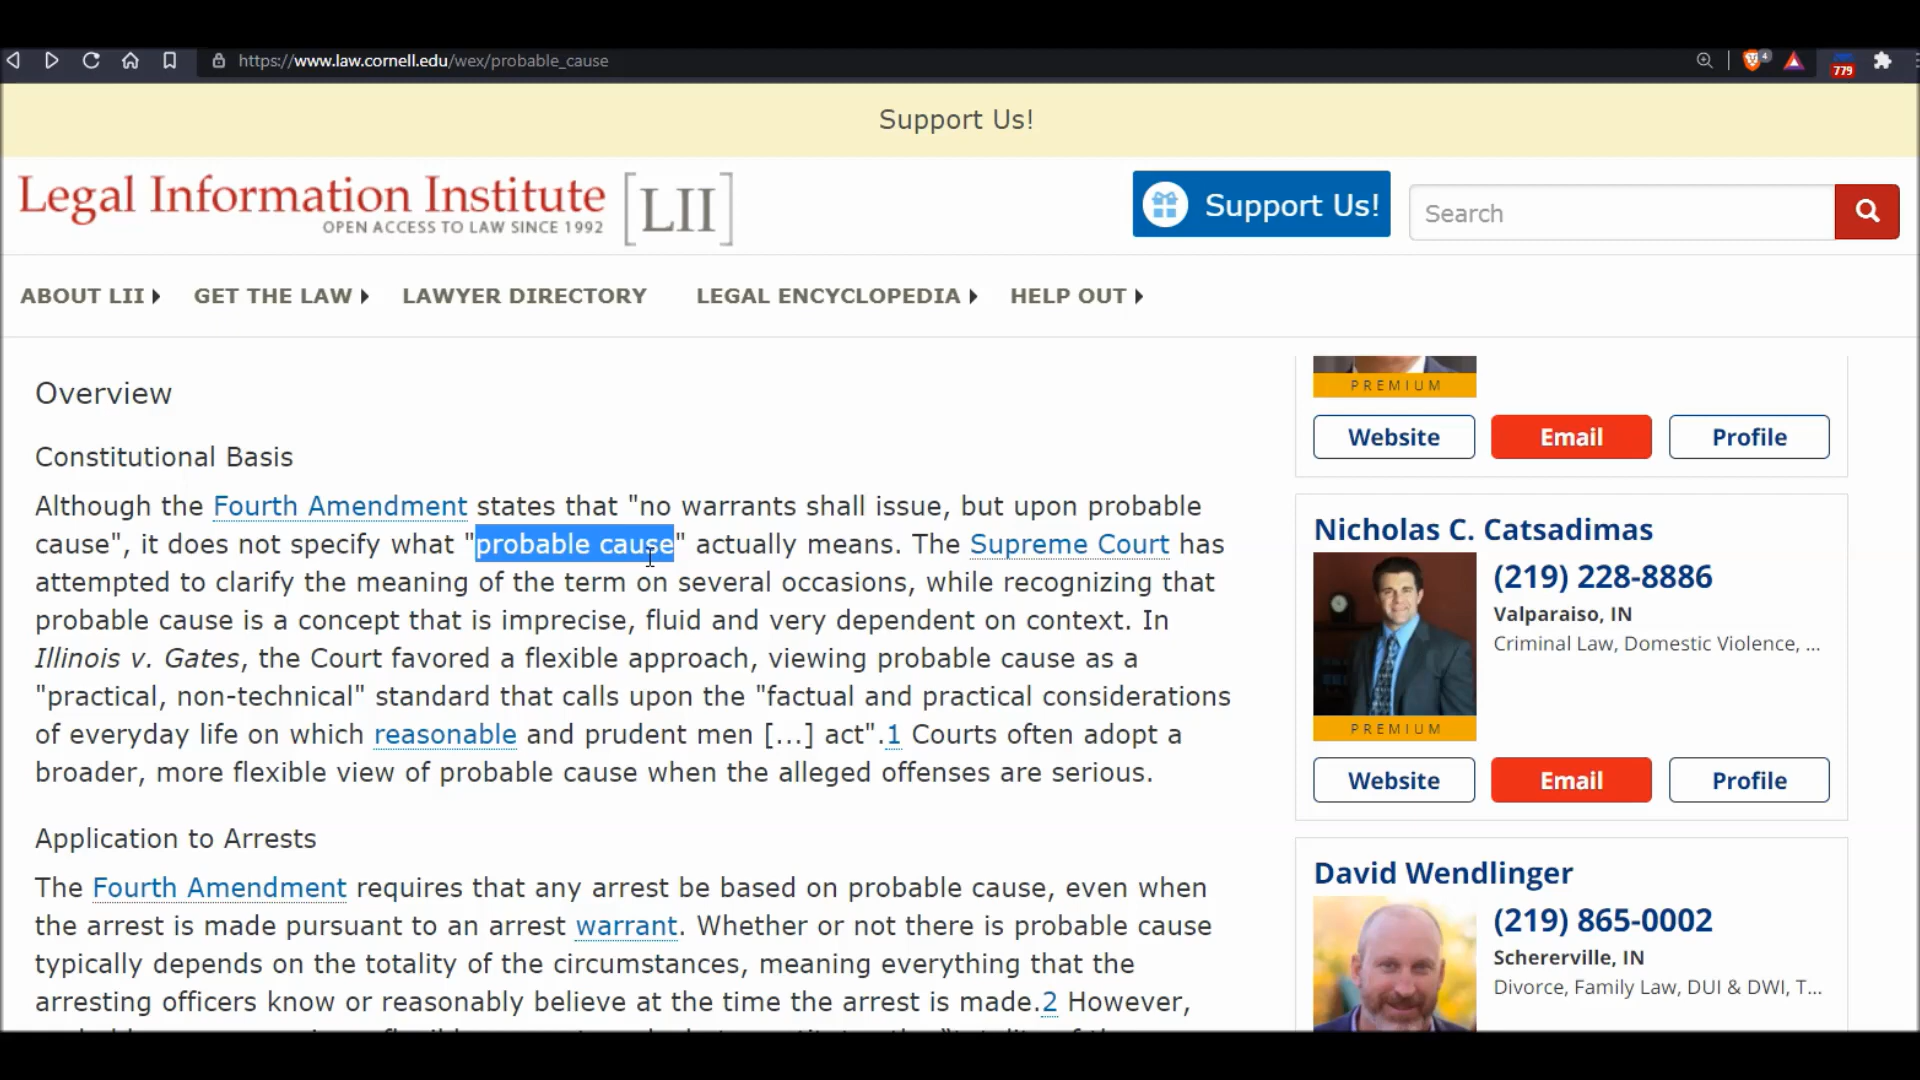 https://www.law.cornell.edu/wex/probable_cause
4
779
Support Us!
Legal Information Institute
OPEN ACCESS TO LAW SINCE 1992
[LII]
Support Us!
Search
ABOUT LII
GET THE LAW
LAWYER DIRECTORY
LEGAL ENCYCLOPEDIA
HELP OUT
Overview
Constitutional Basis
Although the Fourth Amendment states that "no warrants shall issue, but upon probable
cause", it does not specify what "probable cause" actually means. The Supreme Court has
attempted to clarify the meaning of the term on several occasions, while recognizing that
probable cause is a concept that is imprecise, fluid and very dependent on context. In
Illinois v. Gates, the Court favored a flexible approach, viewing probable cause as a
"practical, non-technical" standard that calls upon the "factual and practical considerations
of everyday life on which reasonable and prudent men [...] act".1 Courts often adopt a
broader, more flexible view of probable cause when the alleged offenses are serious.
Application to Arrests
The Fourth Amendment requires that any arrest be based on probable cause, even when
the arrest is made pursuant to an arrest warrant. Whether or not there is probable cause
typically depends on the totality of the circumstances, meaning everything that the
arresting officers know or reasonably believe at the time the arrest is made.2 However,
PREMIUM
Website
Email
Profile
Nicholas C. Catsadimas
(219) 228-8886
Valparaiso, IN
Criminal Law, Domestic Violence, ...
PREMIUM
Website
Email
Profile
David Wendlinger
(219) 865-0002
Schererville, IN
Divorce, Family Law, DUI & DWI, T...